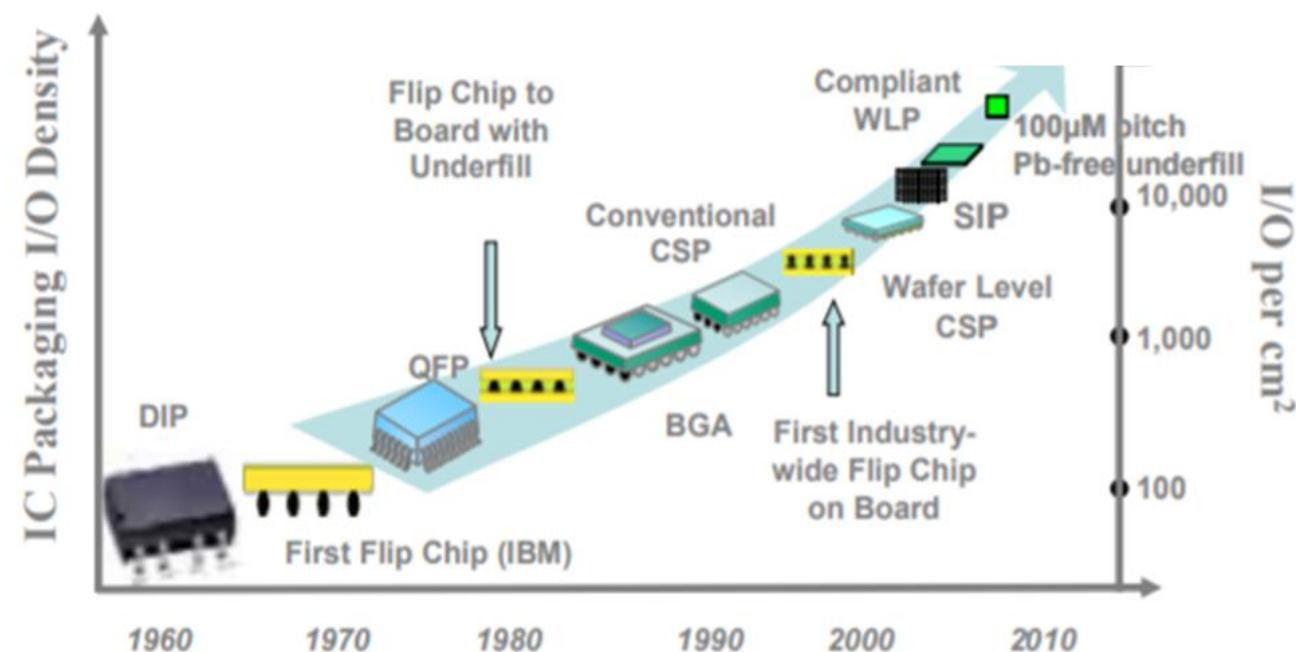 IC Packaging I/O Density
Flip Chip to
Board with
Underfill
Compliant
WLP
100µM pitch
Pb-free underfill
10,000
Conventional
CSP
SIP
I/O per cm²
Wafer Level
CSP
1,000
QFP
DIP
BGA
First Industry-
wide Flip Chip
on Board
100
First Flip Chip (IBM)
1960
1970
1980
1990
2000
2010